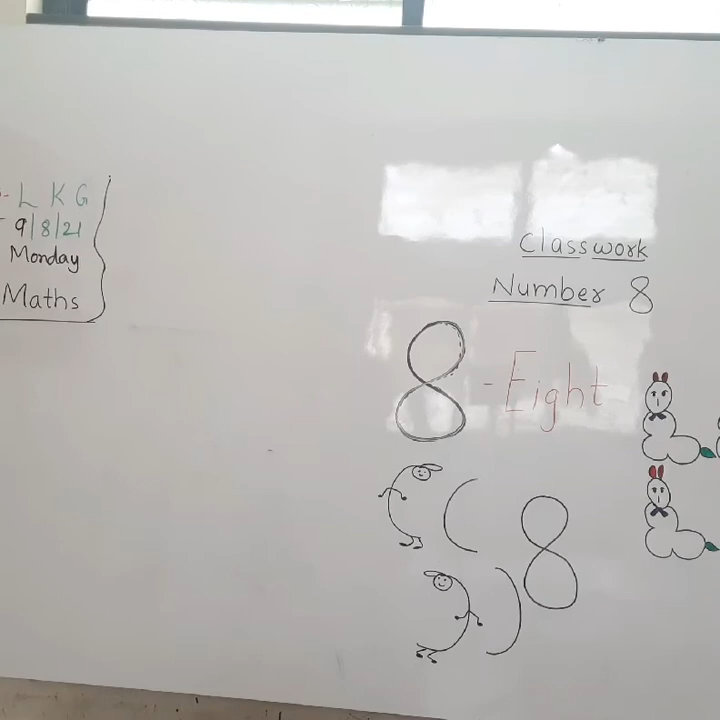 - L K G
- 9/8/21
Monday
Maths
Classwork
Number 8
8 - Eight
8